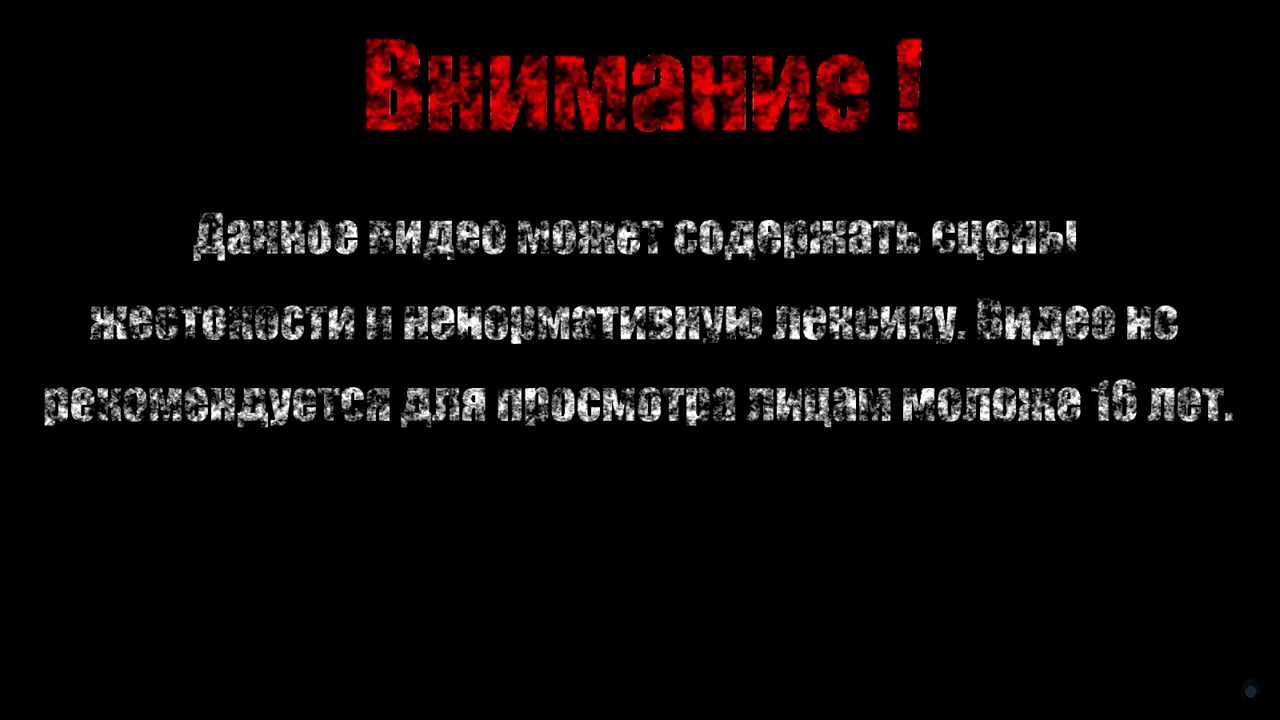 Внимание !
Данное видео может содержать сцены
жестокости и ненормативную лексику. Видео не
рекомендуется для просмотра лицам моложе 16 лет.